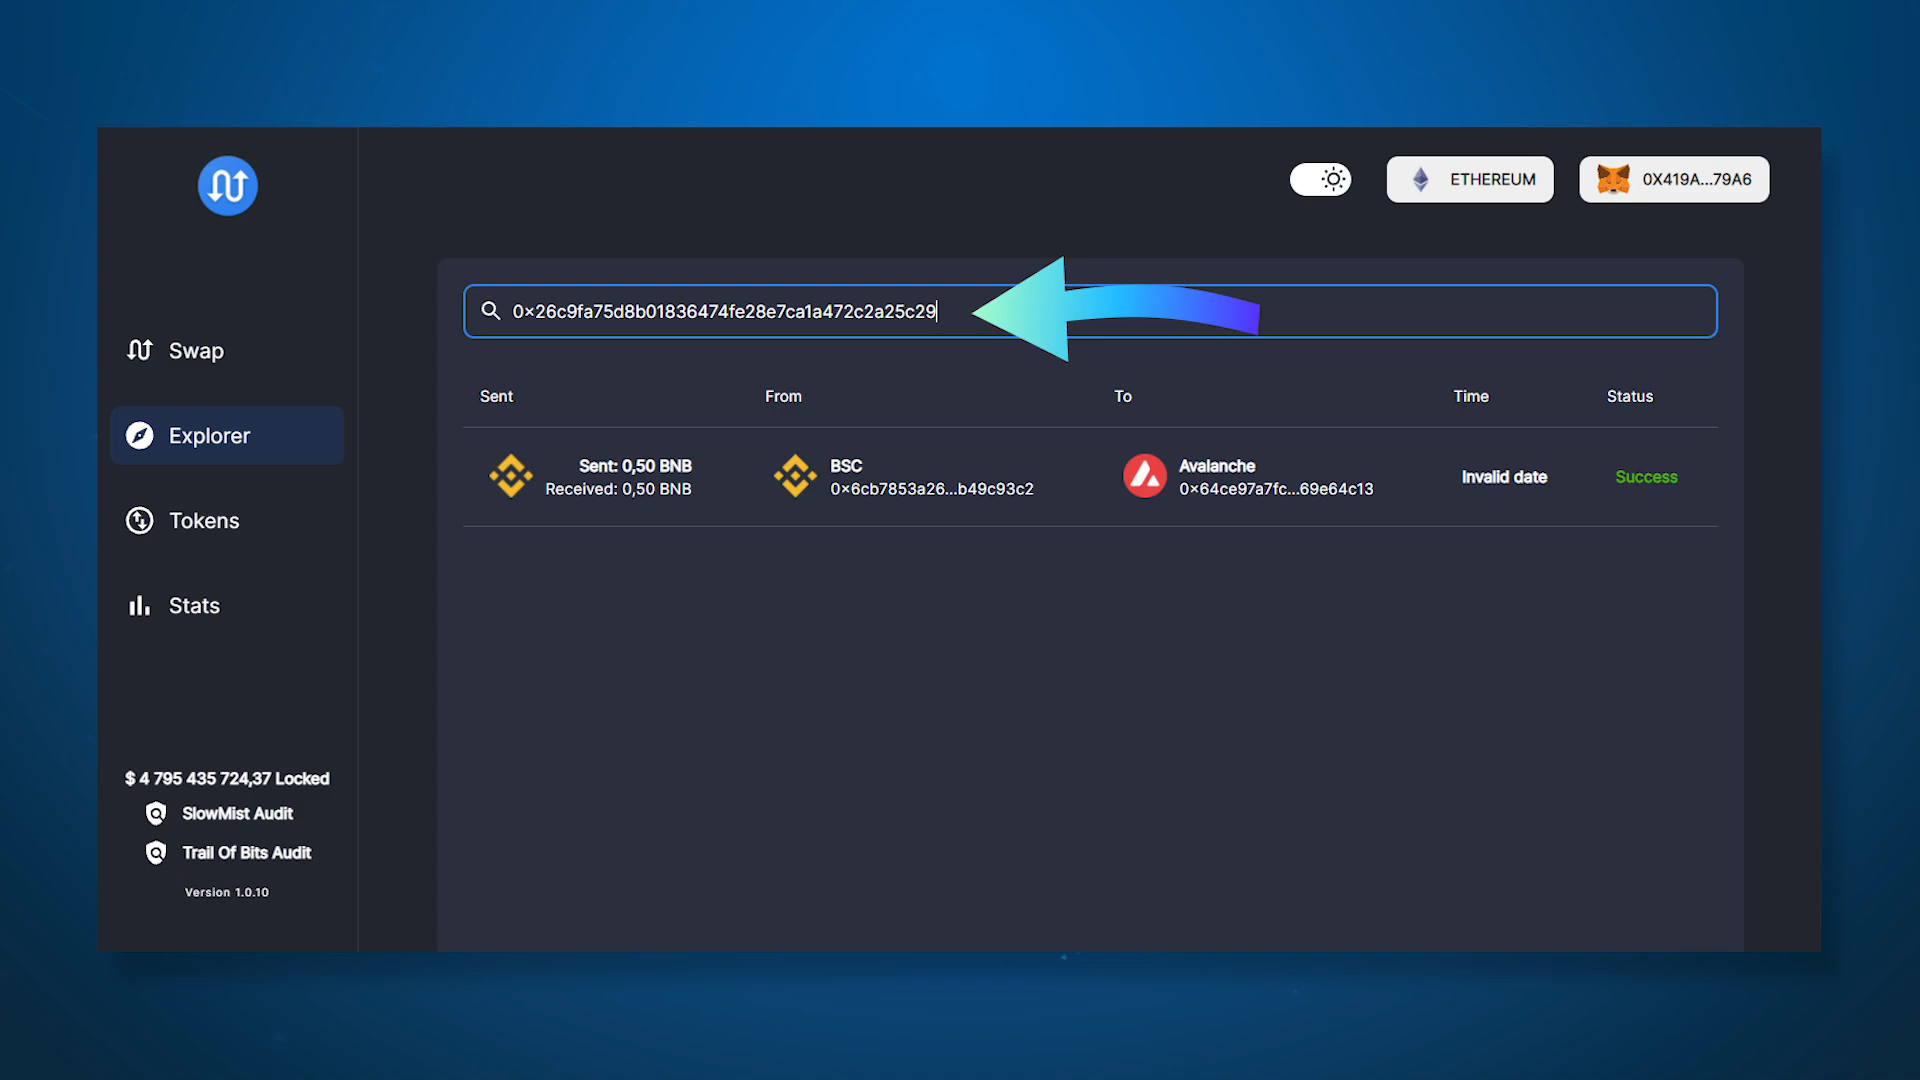 ETHEREUM
0X419A...79A6
0x26c9fa75d8b01836474fe28e7ca1a472c2a25c29
Swap
Explorer
Tokens
Stats
Sent From To Time Status
Sent: 0,50 BNB BSC Avalanche Invalid date Success
Received: 0,50 BNB 0x6cb7853a26...b49c93c2 0x64ce97a7fc...69e64c13
$ 4 795 435 724,37 Locked
SlowMist Audit
Trail Of Bits Audit
Version 1.0.10